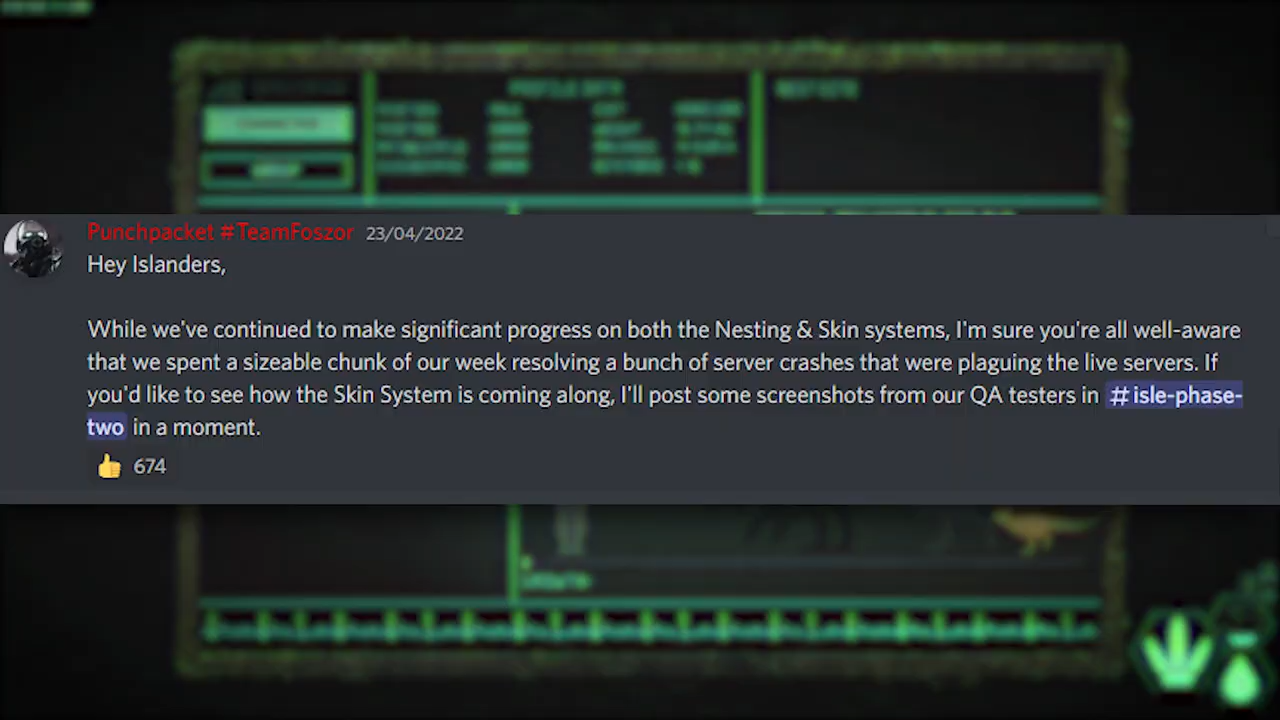 Punchpacket #TeamFoszor 23/04/2022
Hey Islanders,
While we've continued to make significant progress on both the Nesting & Skin systems, I'm sure you're all well-aware
that we spent a sizeable chunk of our week resolving a bunch of server crashes that were plaguing the live servers. If
you'd like to see how the Skin System is coming along, I'll post some screenshots from our QA testers in #isle-phase-
two in a moment.
674